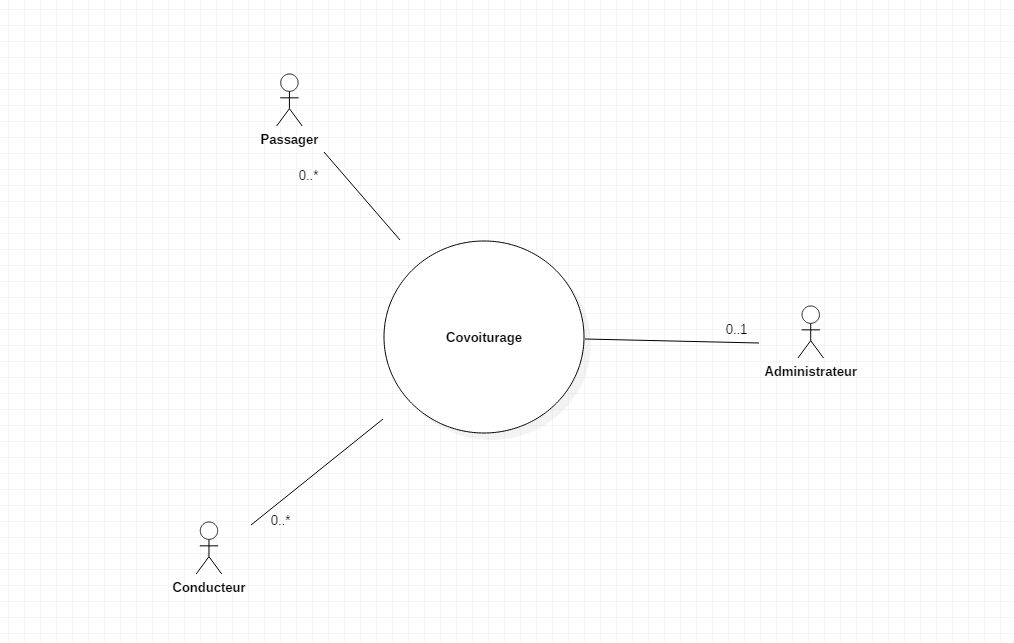 Passager
0..*
Covoiturage
0..1
Administrateur
0..*
Conducteur